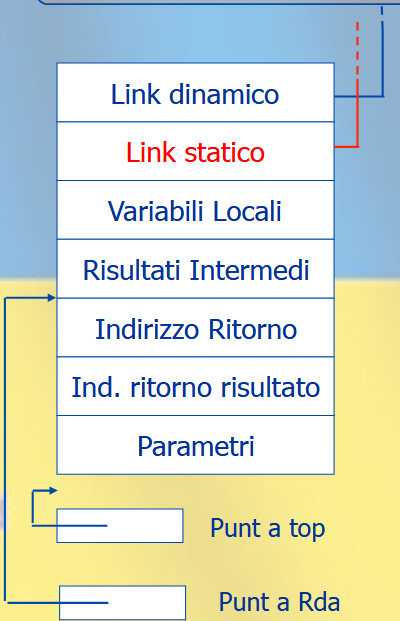 Link dinamico
Link statico
Variabili Locali
Risultati Intermedi
Indirizzo Ritorno
Ind. ritorno risultato
Parametri
Punt a top
Punt a Rda